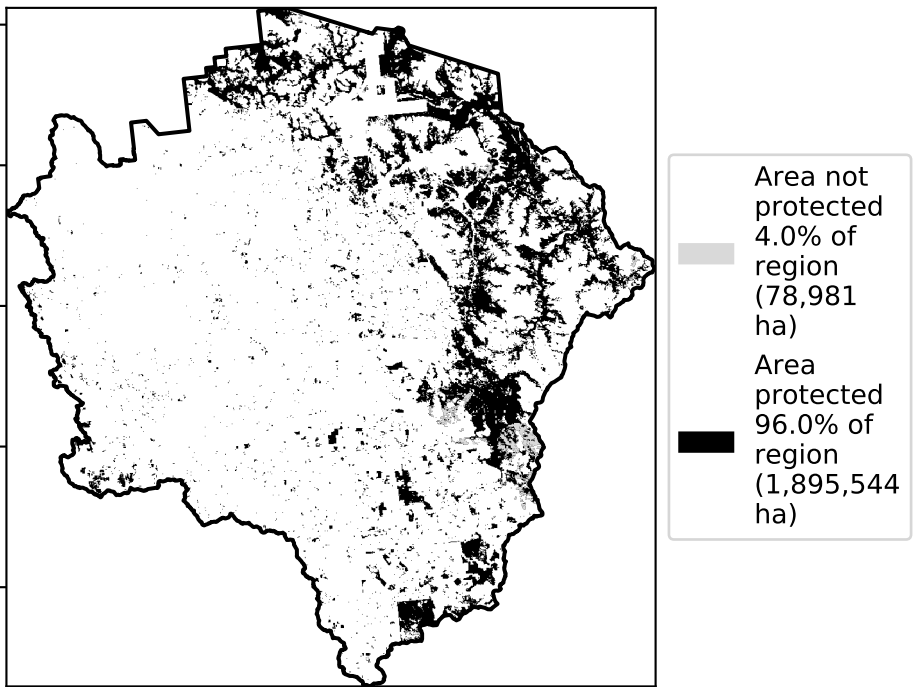 Area not
protected
4.0% of
region
(78,981
ha)
Area
protected
96.0% of
region
(1,895,544
ha)